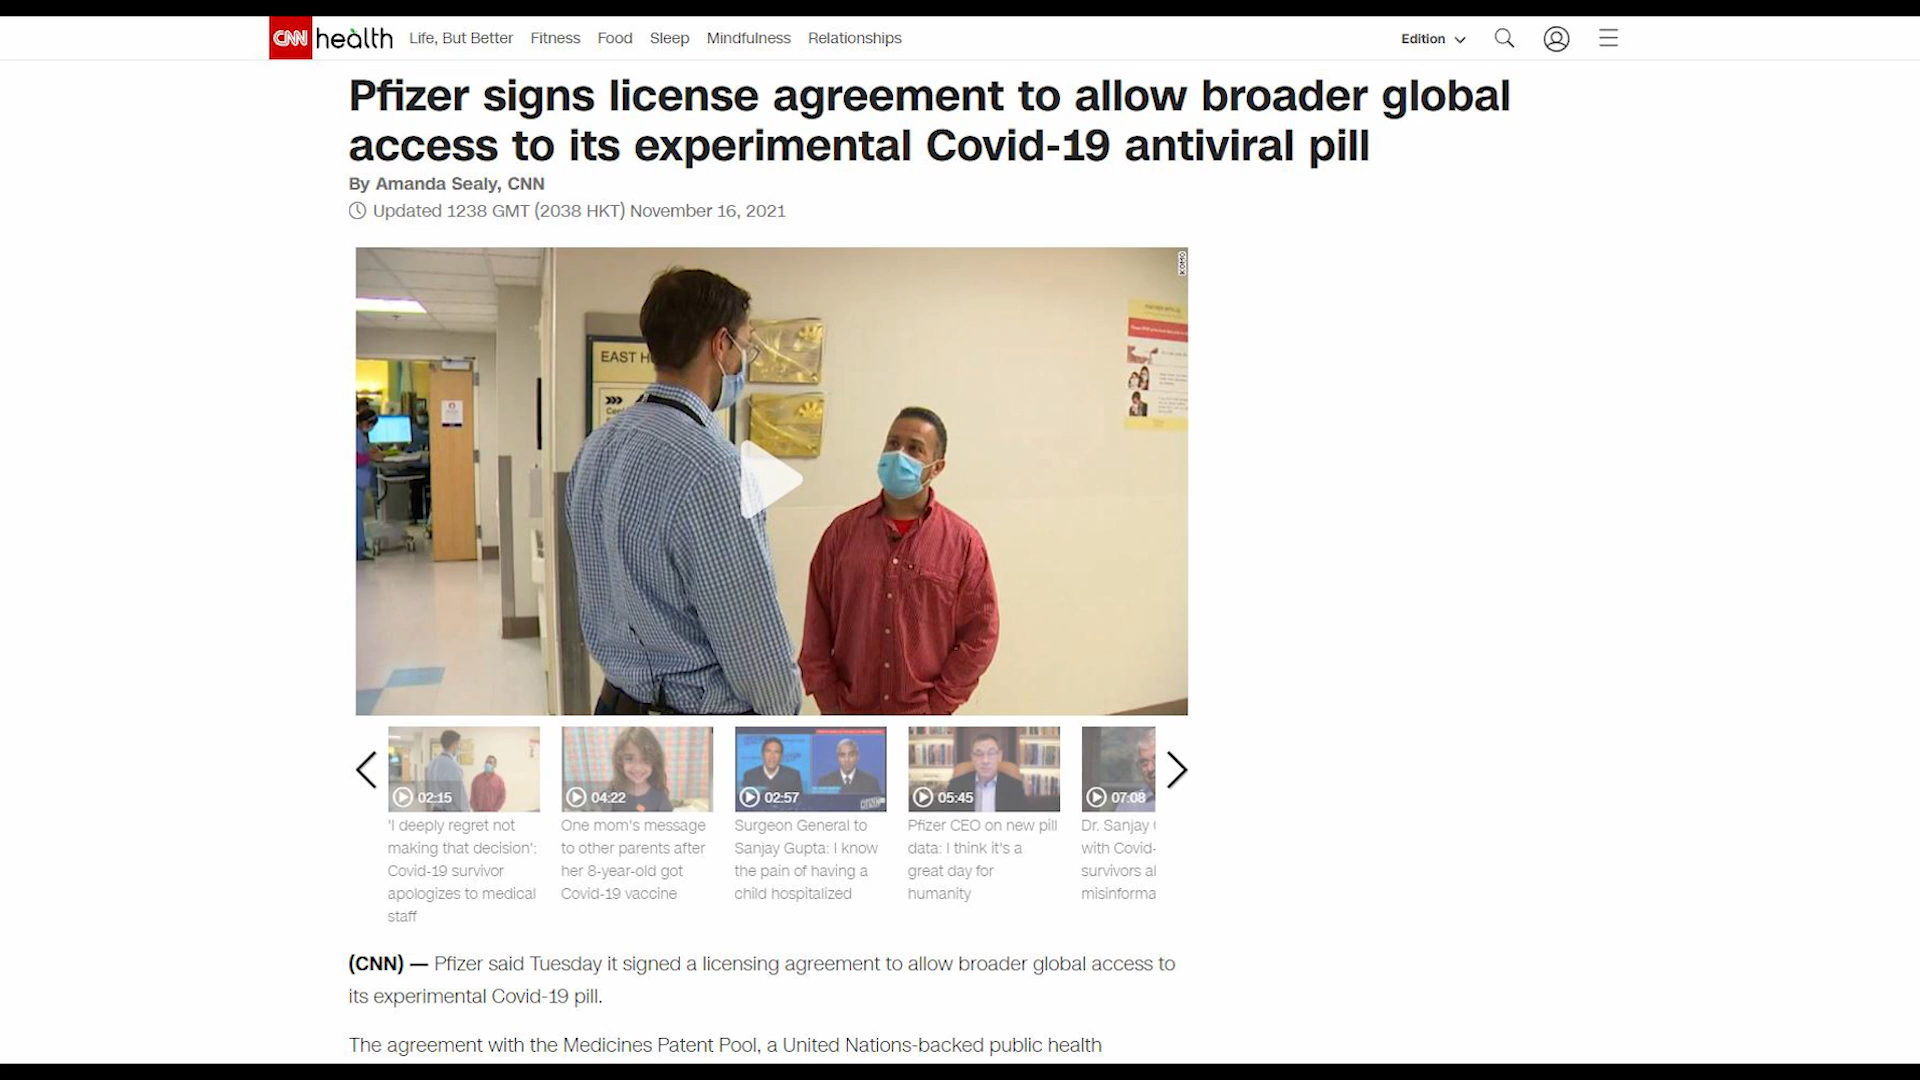 CNN health Life, But Better Fitness Food Sleep Mindfulness Relationships Edition
Pfizer signs license agreement to allow broader global
access to its experimental Covid-19 antiviral pill
By Amanda Sealy, CNN
Updated 1238 GMT (2038 HKT) November 16, 2021
KOMO
EAST
02:15
04:22
02:57
05:45
07:08
'I deeply regret not
making that decision':
Covid-19 survivor
apologizes to medical
staff
One mom's message
to other parents after
her 8-year-old got
Covid-19 vaccine
Surgeon General to
Sanjay Gupta: I know
the pain of having a
child hospitalized
Pfizer CEO on new pill
data: I think it's a
great day for
humanity
Dr. Sanjay
with Covid-
survivors
misinforma
(CNN) — Pfizer said Tuesday it signed a licensing agreement to allow broader global access to
its experimental Covid-19 pill.
The agreement with the Medicines Patent Pool, a United Nations-backed public health